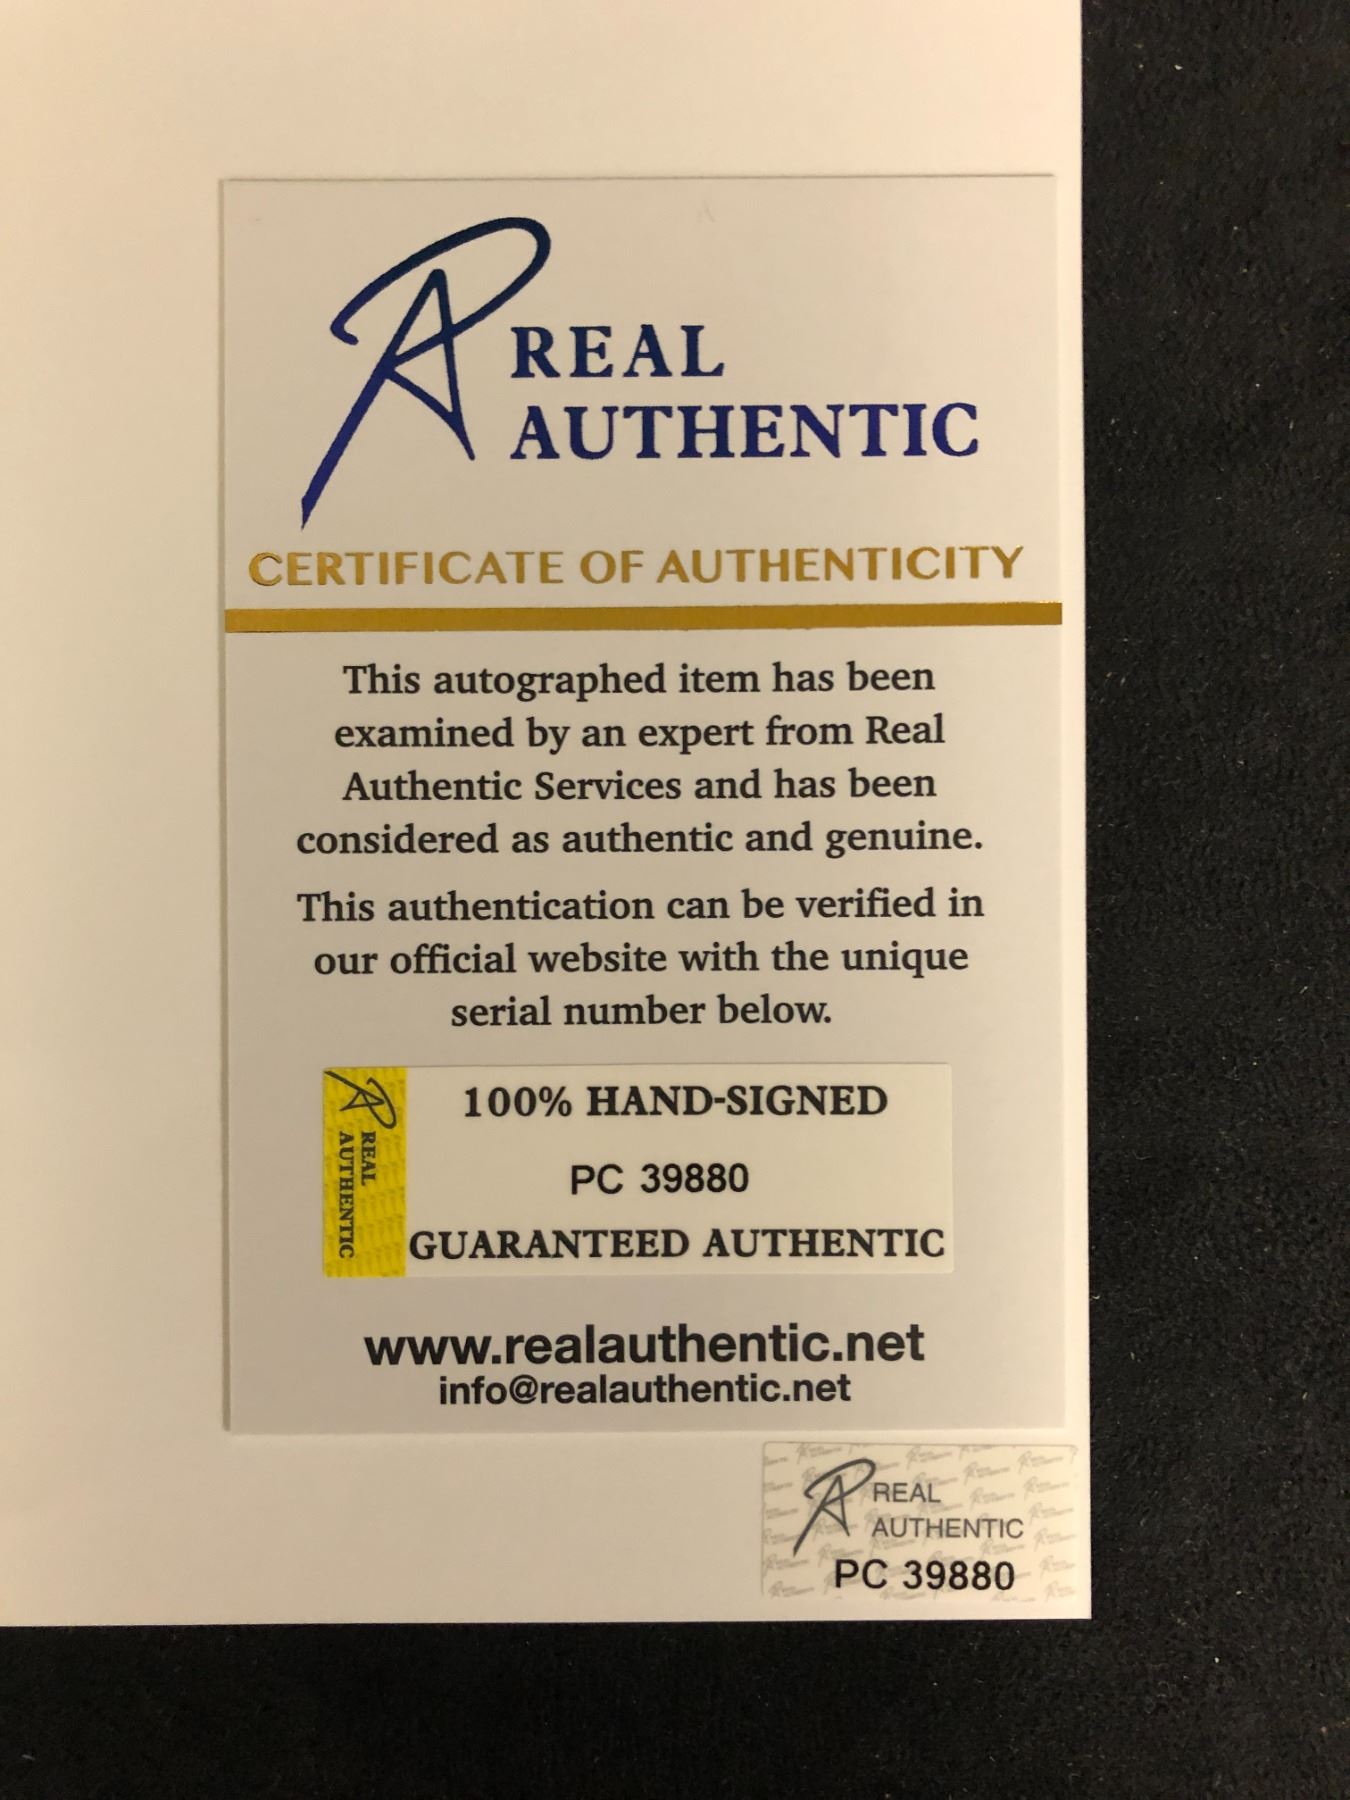 REAL
AUTHENTIC
CERTIFICATE OF AUTHENTICITY
This autographed item has been
examined by an expert from Real
Authentic Services and has been
considered as authentic and genuine.
This authentication can be verified in
our official website with the unique
serial number below.
REAL
AUTHENTIC
100% HAND-SIGNED
PC 39880
GUARANTEED AUTHENTIC
www.realauthentic.net
info@realauthentic.net
REAL
AUTHENTIC
PC 39880